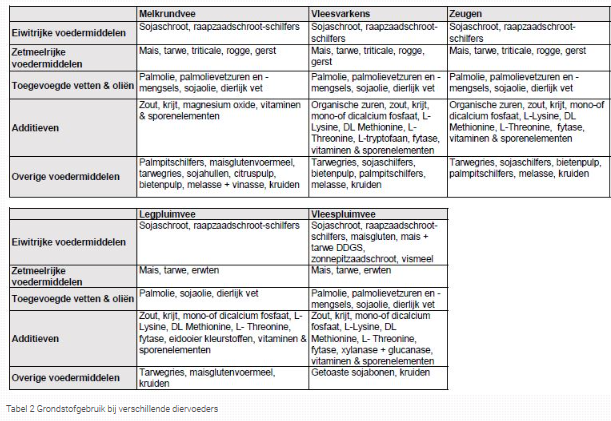 Melkrundvee Vleesvarkens Zeugen
Eiwitrijke voedermiddelen Sojaschroot, raapzaadschroot-schilfers Sojaschroot, raapzaadschroot- Sojaschroot, raapzaadschroot-
schilfers schilfers
Zetmeelrijke Mais, tarwe, triticale, rogge, gerst Mais, tarwe, triticale, rogge, Mais, tarwe, triticale, rogge, gerst
voedermiddelen gerst
Toegevoegde vetten & oliën Palmolie, palmolievetzuren en - Palmolie, palmolievetzuren en - Palmolie, palmolievetzuren en -
mengsels, sojaolie, dierlijk vet mengsels, sojaolie, dierlijk vet mengsels, sojaolie, dierlijk vet
Additieven Zout, krijt, magnesium oxide, vitaminen Organische zuren, zout, krijt, Organische zuren, zout, krijt, mono-of
& sporenelementen mono-of dicalcium fosfaat, L- dicalcium fosfaat, L-Lysine, DL
Lysine, DL Methionine, L- Methionine, L-Threonine, fytase,
Threonine, L-tryptofaan, fytase, vitaminen & sporenelementen
vitaminen & sporenelementen
Overige voedermiddelen Palmpitschilfers, maisglutenvoermeel, Tarwegries, sojaschilfers, Tarwegries, sojaschilfers, bietenpulp,
tarwegries, sojahullen, citruspulp, bietenpulp, palmpitschilfers, palmpitschilfers, melasse, kruiden
bietenpulp, melasse + vinasse, kruiden melasse, kruiden
Legpluimvee Vleespluimvee
Eiwitrijke voedermiddelen Sojaschroot, raapzaadschroot-schilfers Sojaschroot, raapzaadschroot-
schilfers, maisgluten, mais +
tarwe DDGS,
zonnepitzaadschroot, vismeel
Zetmeelrijke Mais, tarwe, erwten Mais, tarwe, erwten
voedermiddelen
Toegevoegde vetten & oliën Palmolie, sojaolie, dierlijk vet Palmolie, palmolievetzuren en -
mengsels, sojaolie, dierlijk vet
Additieven Zout, krijt, mono-of dicalcium fosfaat, L- Zout, krijt, mono-of dicalcium
Lysine, DL Methionine, L- Threonine, fosfaat, L-Lysine, DL
fytase, eidooier kleurstoffen, vitaminen & Methionine, L- Threonine,
sporenelementen fytase, xylanase + glucanase,
vitaminen & sporenelementen
Overige voedermiddelen Tarwegries, maisglutenvoermeel, Getoaste sojabonen, kruiden
kruiden
Tabel 2 Grondstofgebruik bij verschillende diervoeders